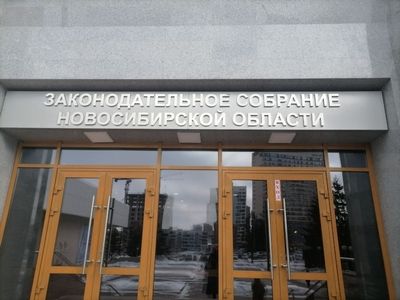 ЗАКОНОДАТЕЛЬНОЕ СОБРАНИЕ
НОВОСИБИРСКОЙ ОБЛАСТИ